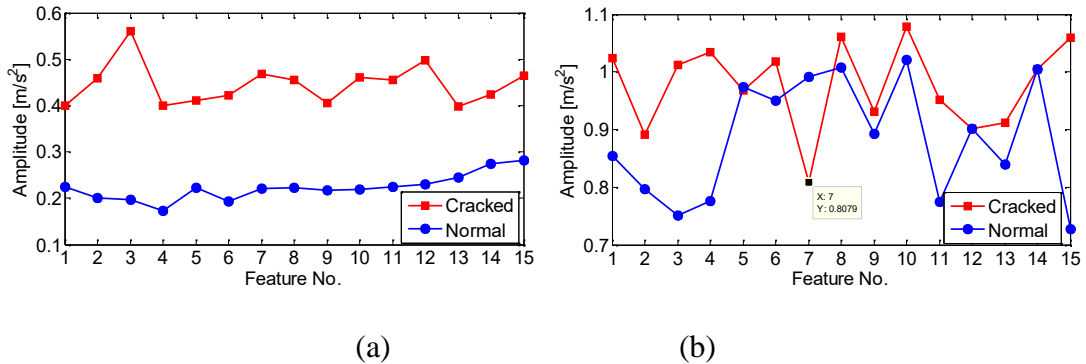 0.6
0.5
0.4
0.3
0.2
0.1
Amplitude [m/s²]
1 2 3 4 5 6 7 8 9 10 11 12 13 14 15
Feature No.
Cracked
Normal
(a)
1.1
1
0.9
0.8
0.7
Amplitude [m/s²]
1 2 3 4 5 6 7 8 9 10 11 12 13 14 15
Feature No.
X: 7
Y: 0.8079
Cracked
Normal
(b)